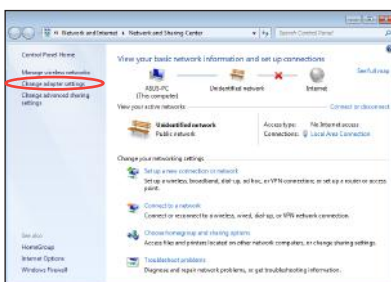 Network and Internet ▸ Network and Sharing Center
Search Control Panel
Control Panel Home
Manage wireless networks
Change adapter settings
Change advanced sharing
settings
See also
HomeGroup
Internet Options
Windows Firewall
View your basic network information and set up connections
See full map
ASUS-PC
(This computer)
Unidentified network
Internet
View your active networks
Connect or disconnect
Unidentified network
Public network
Access type: No Internet access
Connections: Local Area Connection
Change your networking settings
Set up a new connection or network
Set up a wireless, broadband, dial-up, ad hoc, or VPN connection; or set up a router or access
point.
Connect to a network
Connect or reconnect to a wireless, wired, dial-up, or VPN network connection.
Choose homegroup and sharing options
Access files and printers located on other network computers, or change sharing settings.
Troubleshoot problems
Diagnose and repair network problems, or get troubleshooting information.